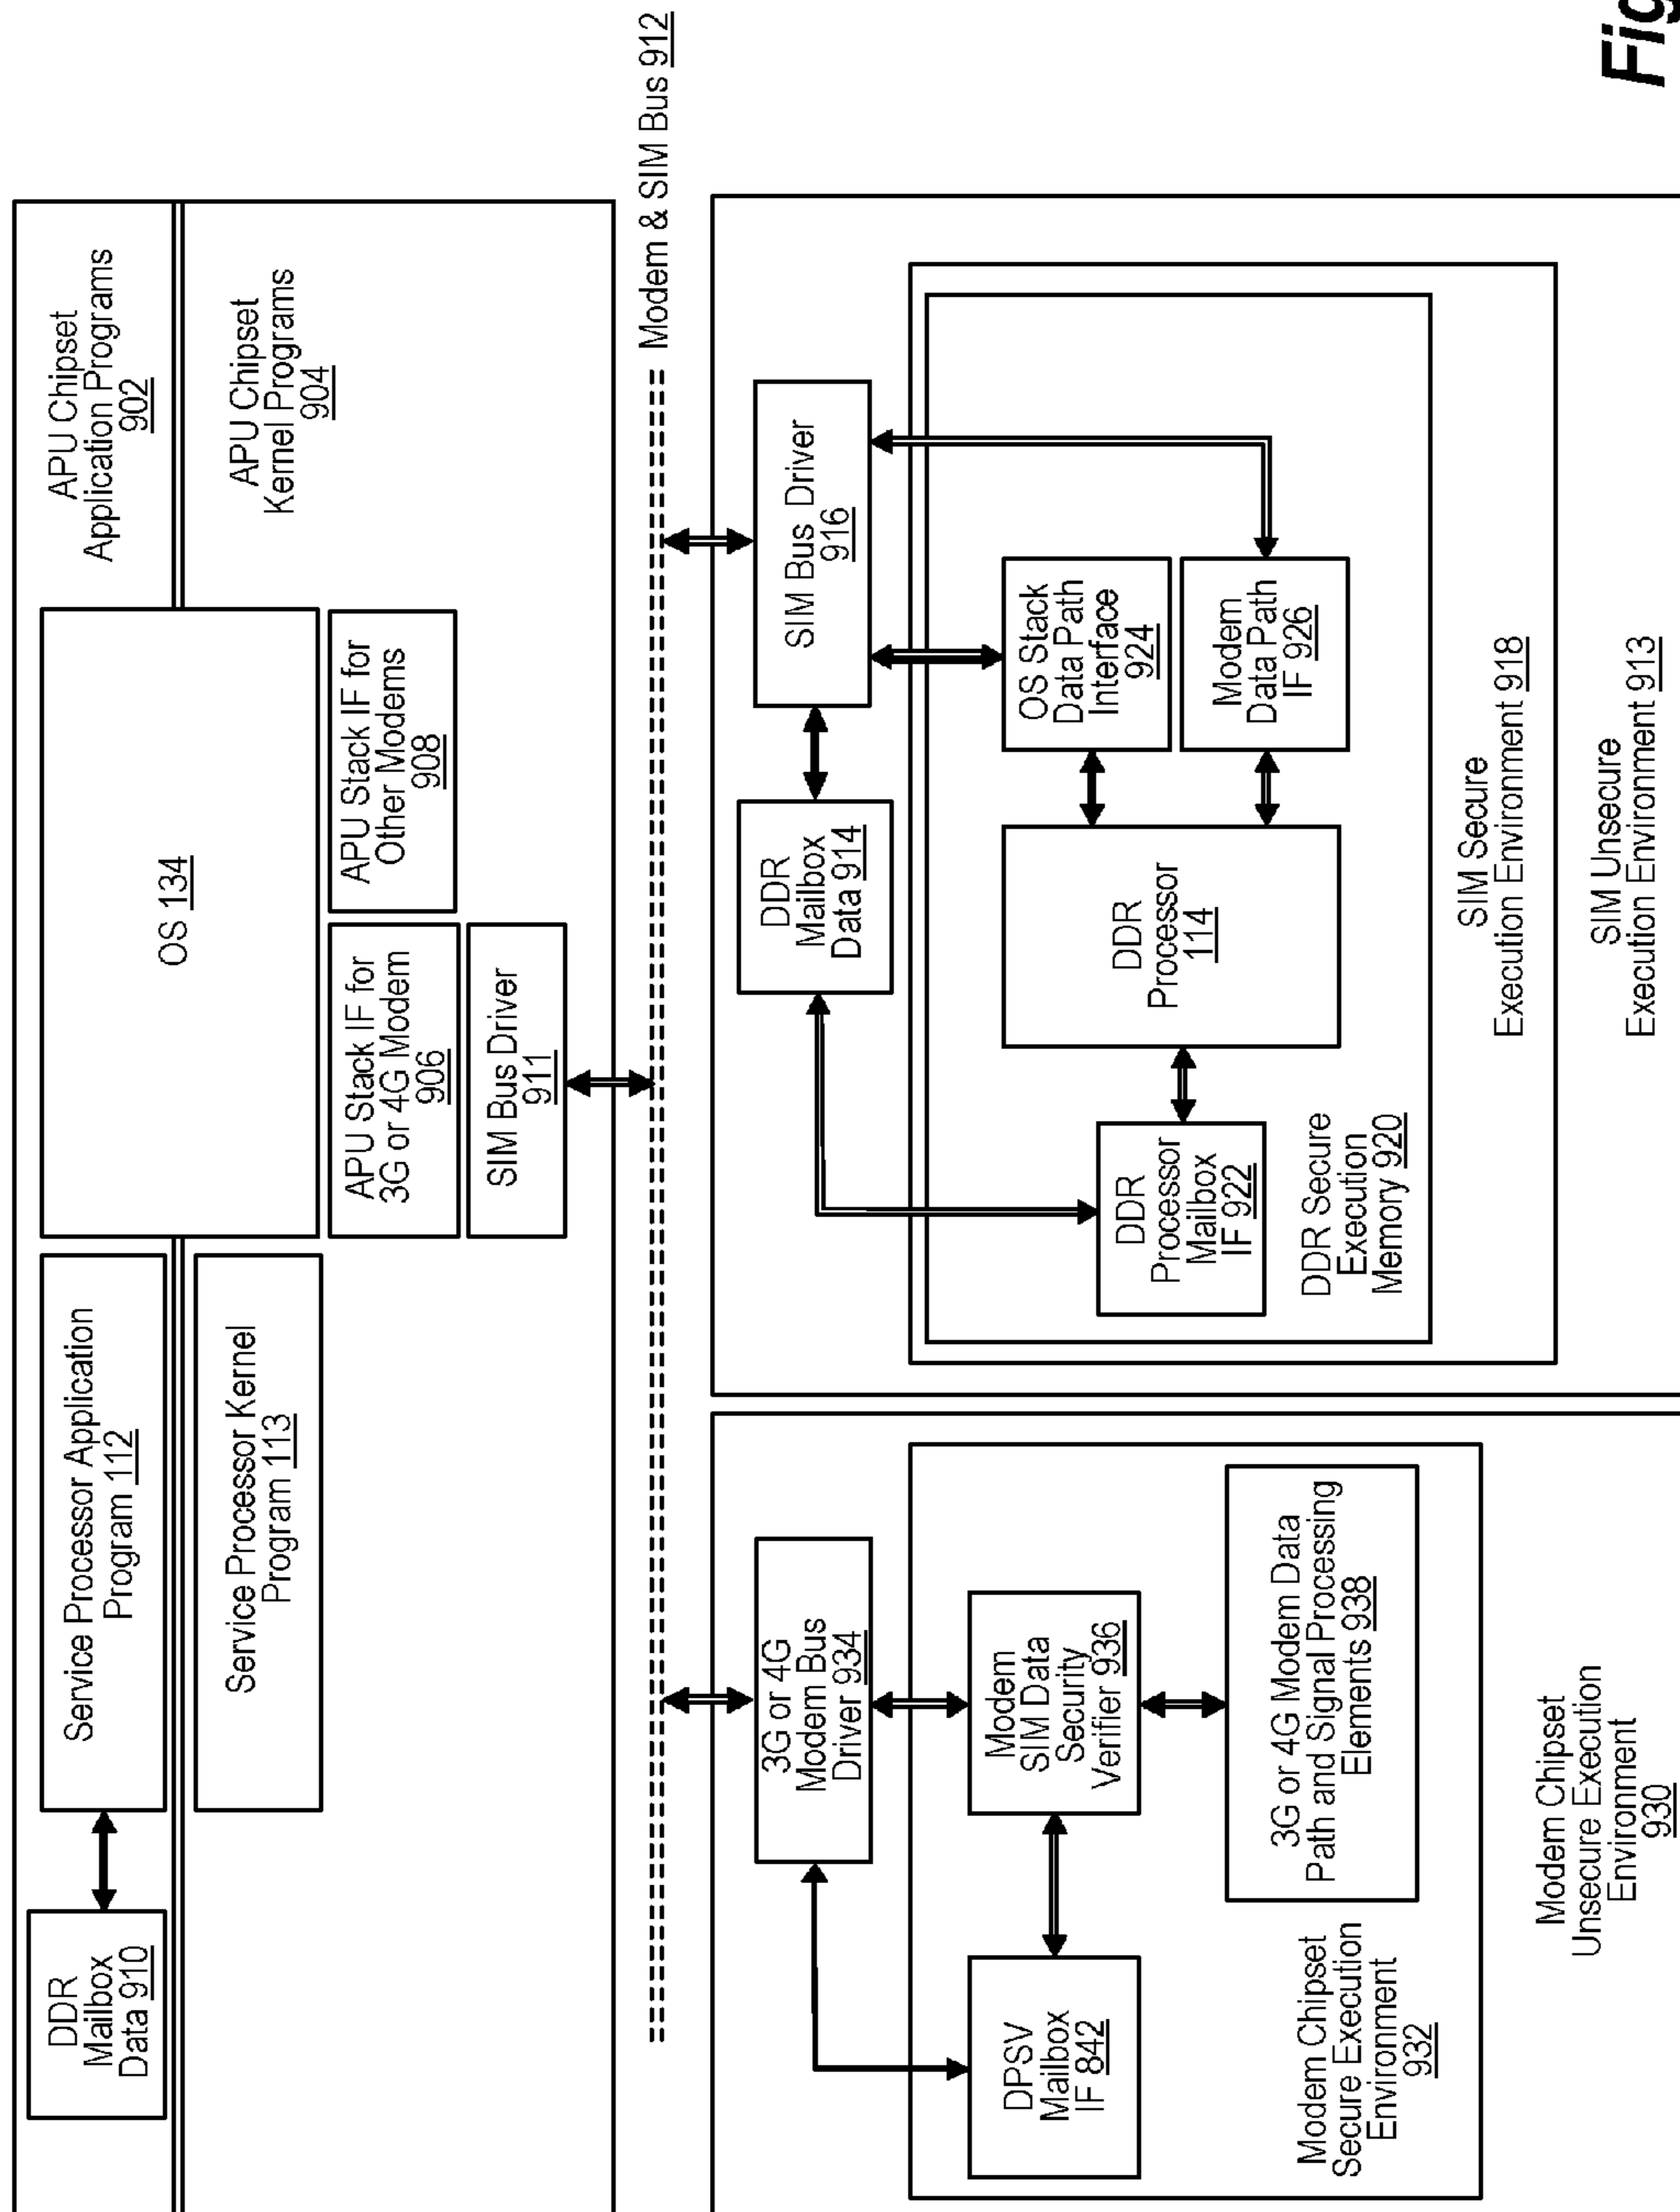 DDR
Mailbox
Data 910
Service Processor Application
Program 112
Service Processor Kernel
Program 113
OS 134
APU Stack IF for
3G or 4G Modem
906
APU Stack IF for
Other Modems
908
SIM Bus Driver
911
APU Chipset
Application Programs
902
APU Chipset
Kernel Programs
904
Modem & SIM Bus 912
3G or 4G
Modem Bus
Driver 934
DPSV
Mailbox
IF 842
Modem
SIM Data
Security
Verifier 936
3G or 4G Modem Data
Path and Signal Processing
Elements 938
Modem Chipset
Secure Execution
Environment
932
Modem Chipset
Unsecure Execution
Environment
930
DDR
Mailbox
Data 914
SIM Bus Driver
916
DDR
Processor
Mailbox
IF 922
DDR
Processor
114
OS Stack
Data Path
Interface
924
Modem
Data Path
IF 926
DDR Secure
Execution
Memory 920
SIM Secure
Execution Environment 918
SIM Unsecure
Execution Environment 913
Fig